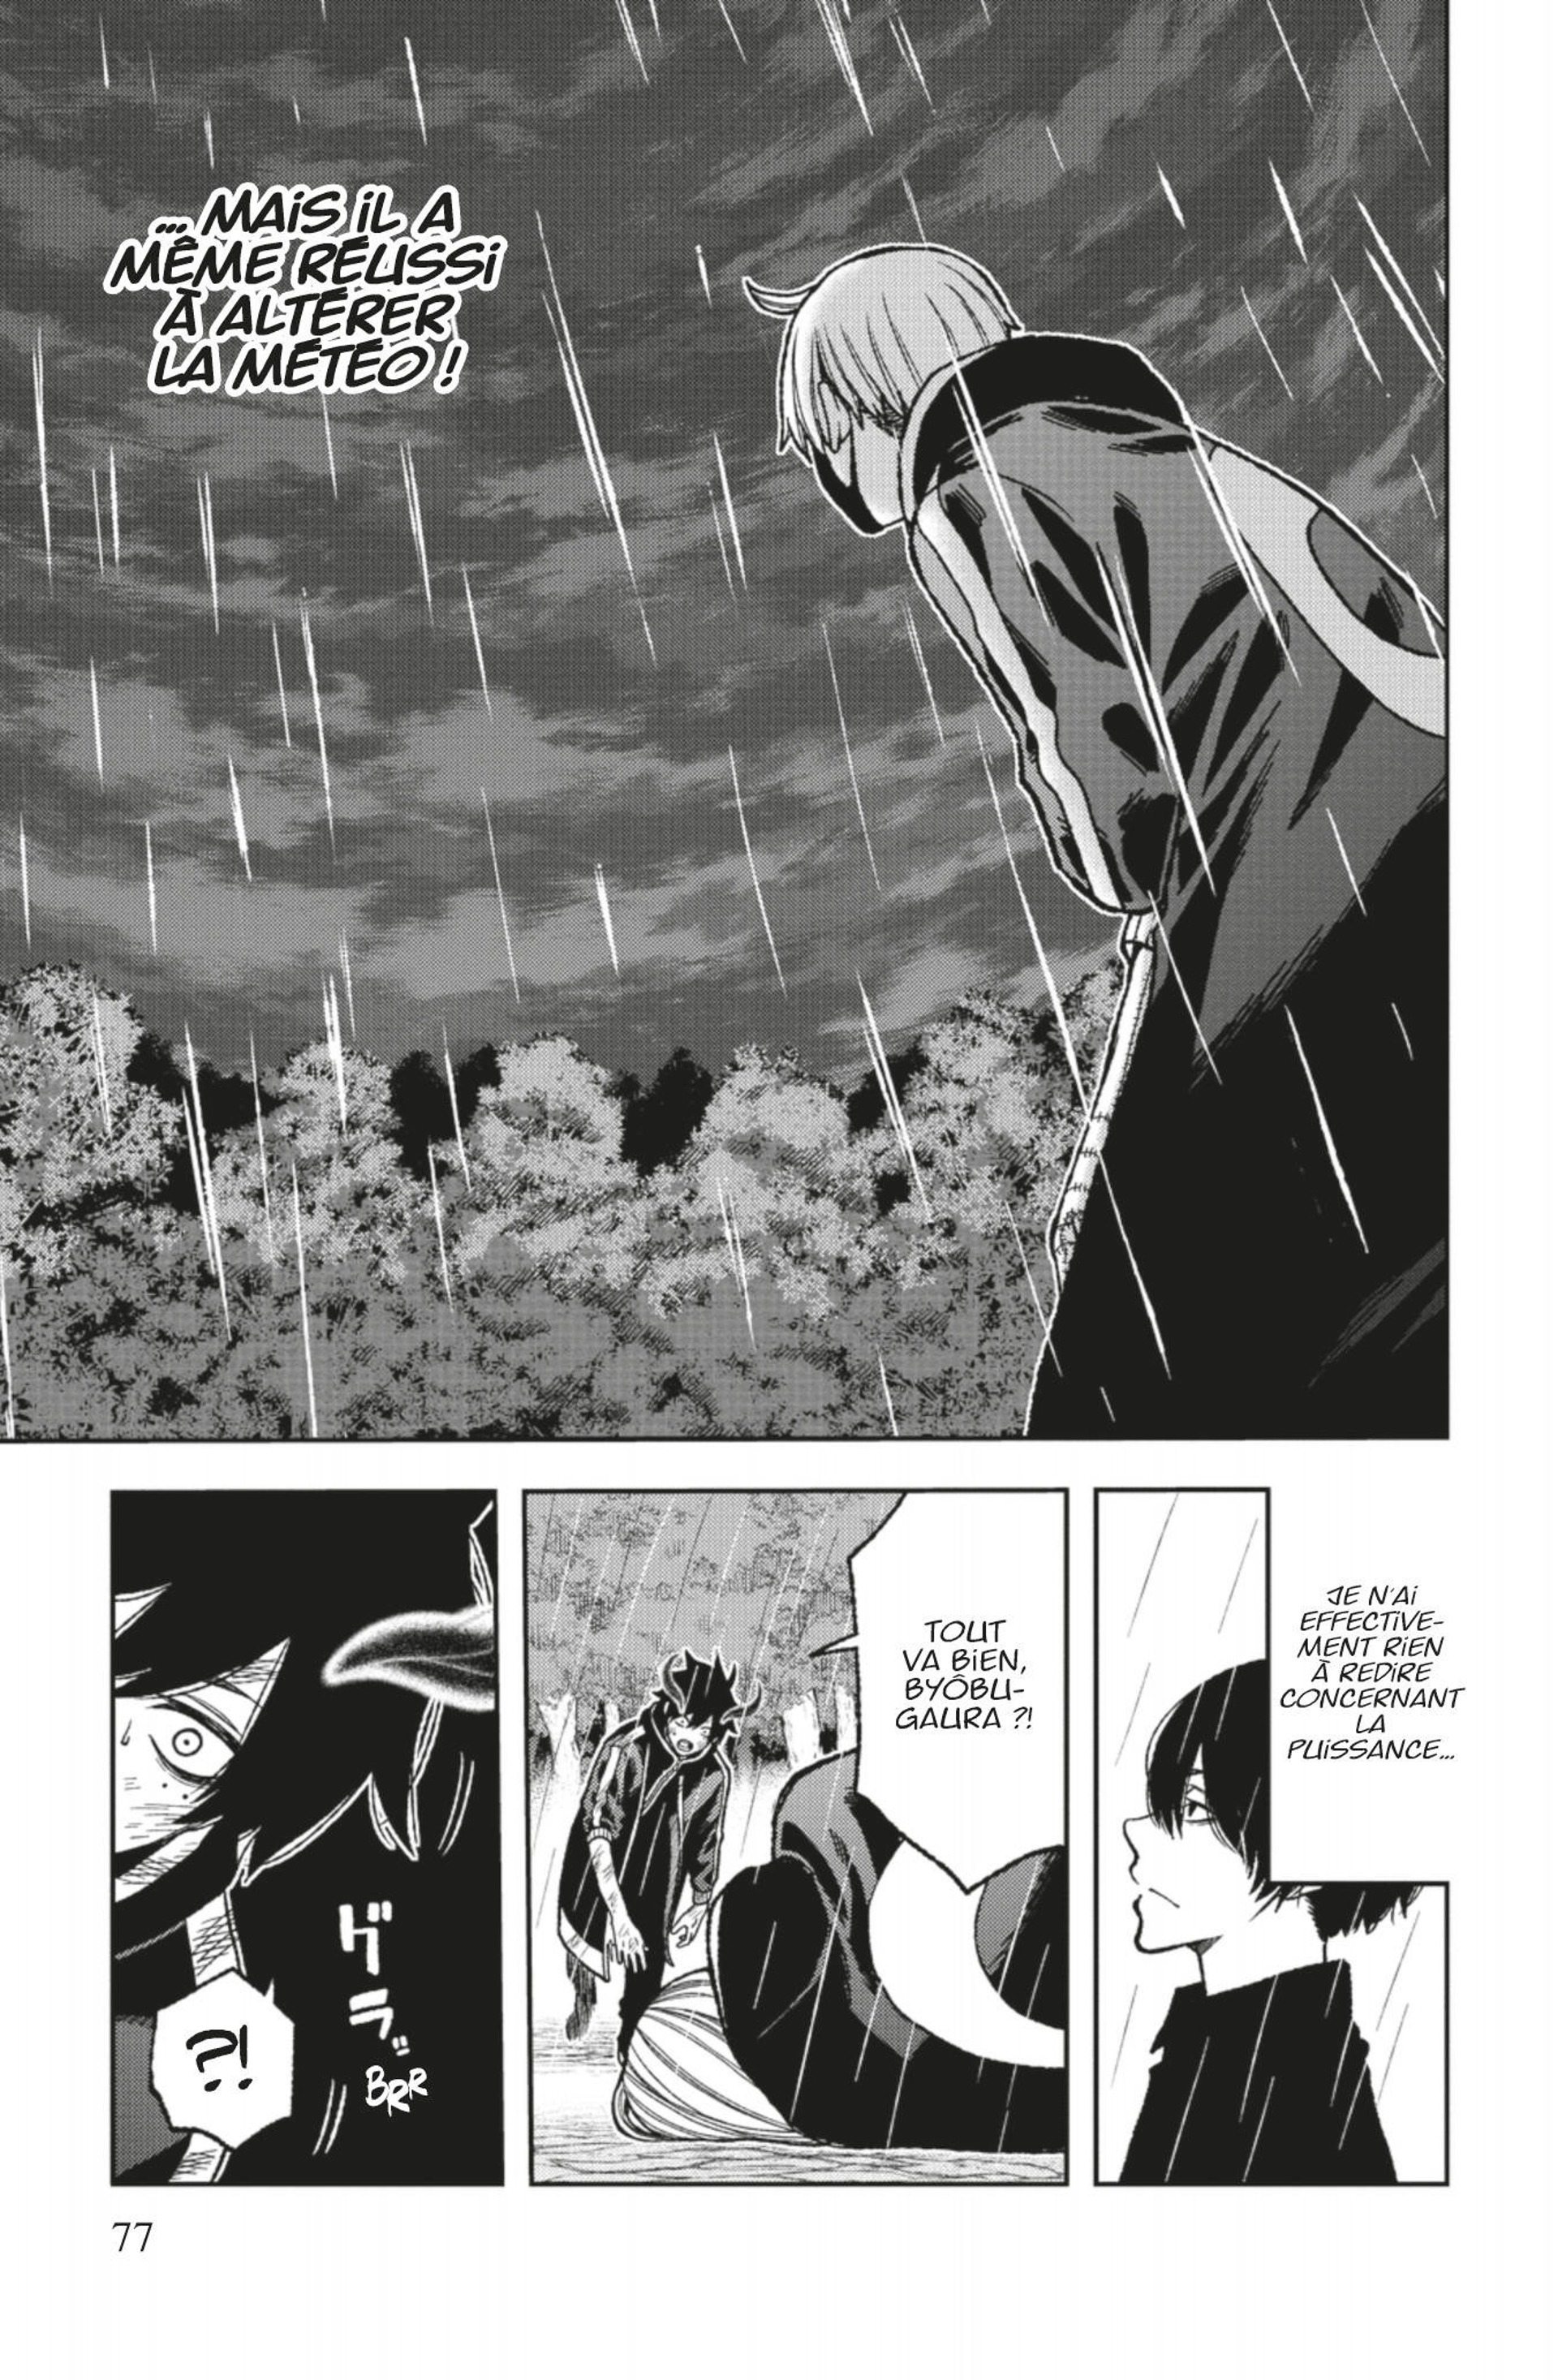 ... MAIS IL A
MÊME RÉUSSI
À ALTÉRER
LA MÉTÉO !
JE N'AI
EFFECTIVE-
MENT RIEN
À REDIRE
CONCERNANT
LA
PUISSANCE...
TOUT
VA BIEN,
BYÔBU-
GAURA ?!
グラッ
BRR
?!
77